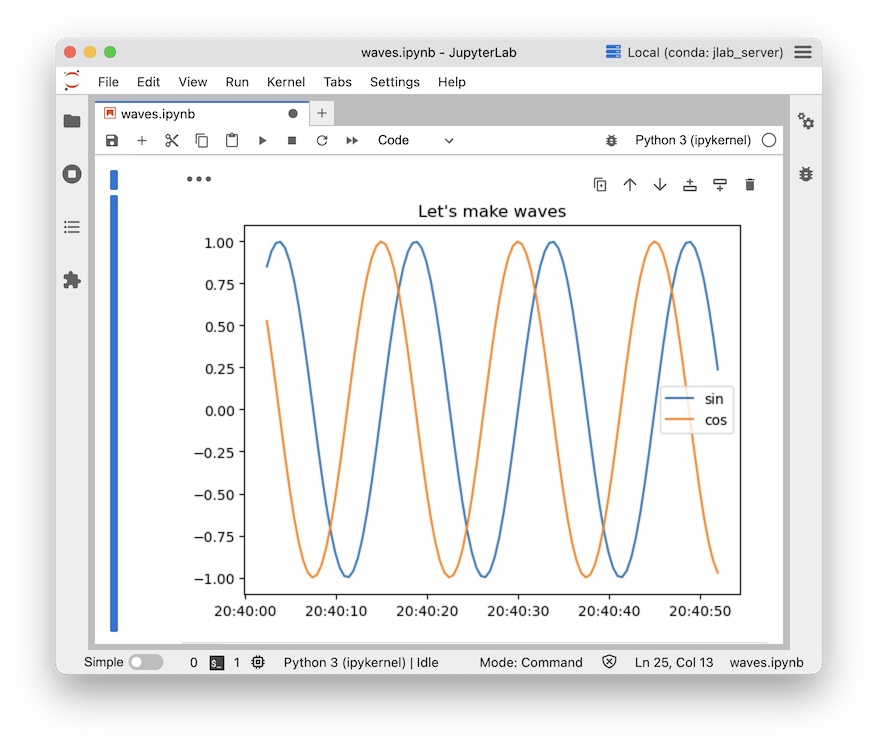 waves.ipynb - JupyterLab
Local (conda: jlab_server)
File Edit View Run Kernel Tabs Settings Help
waves.ipynb
Code
Python 3 (ipykernel)
Let's make waves
1.00
0.75
0.50
0.25
0.00
−0.25
−0.50
−0.75
−1.00
sin
cos
20:40:00 20:40:10 20:40:20 20:40:30 20:40:40 20:40:50
Simple 0 $_ 1 Python 3 (ipykernel) | Idle Mode: Command Ln 25, Col 13 waves.ipynb